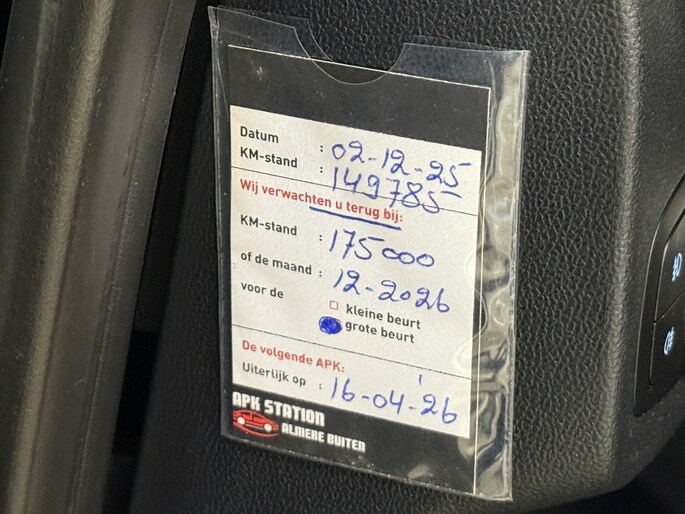 Datum : 02-12-25
KM-stand : 149785
Wij verwachten u terug bij:
KM-stand : 175000
of de maand : 12-2026
voor de
kleine beurt
grote beurt
De volgende APK:
Uiterlijk op : 16-04-'26
APK STATION
ALMERE BUITEN